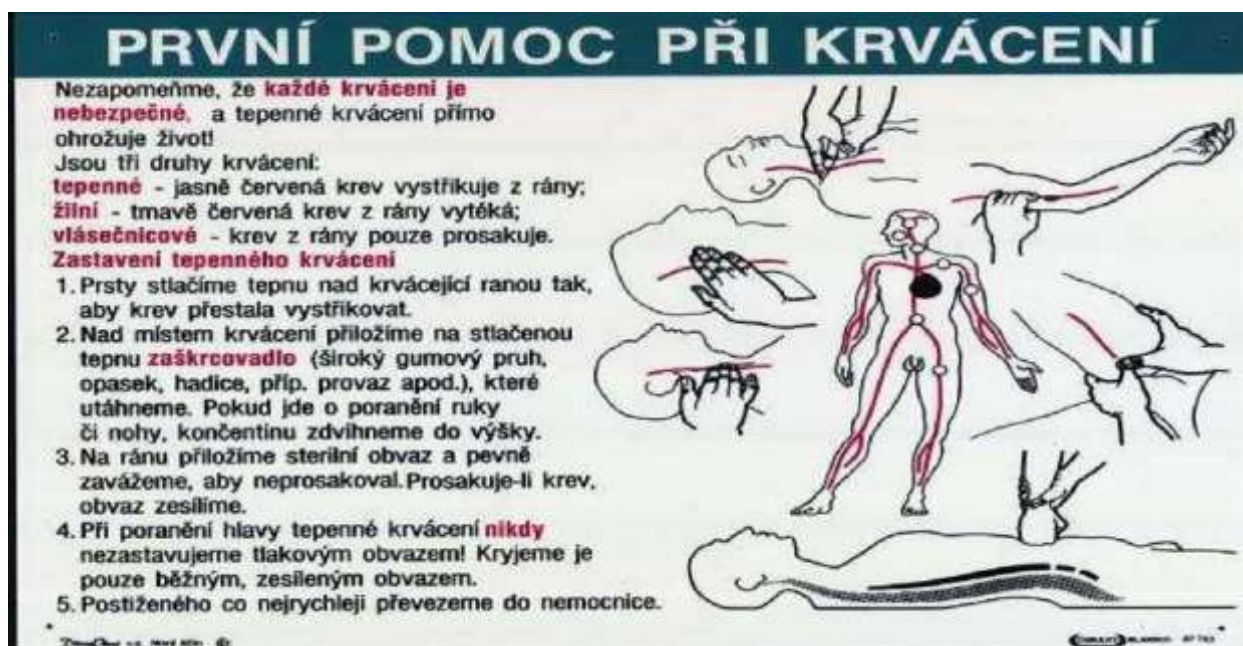 PRVNÍ POMOC PŘI KRVÁCENÍ
Nezapomeňme, že každé krvácení je
nebezpečné, a tepenné krvácení přímo
ohrožuje život!
Jsou tři druhy krvácení:
tepenné - jasně červená krev vystřikuje z rány;
žilní - tmavě červená krev z rány vytéká;
vlásečnicové - krev z rány pouze prosakuje.
Zastavení tepenného krvácení
1. Prsty stlačíme tepnu nad krvácející ranou tak,
aby krev přestala vystřikovat.
2. Nad místem krvácení přiložíme na stlačenou
tepnu zaškrcovadlo (široký gumový pruh,
opasek, hadice, příp. provaz apod.), které
utáhneme. Pokud jde o poranění ruky
či nohy, končentinu zdvihneme do výšky.
3. Na ránu přiložíme sterilní obvaz a pevně
zavážeme, aby neprosakoval. Prosakuje-li krev,
obvaz zesílíme.
4. Při poranění hlavy tepenné krvácení nikdy
nezastavujeme tlakovým obvazem! Kryjeme je
pouze běžným, zesíleným obvazem.
5. Postiženého co nejrychleji převezeme do nemocnice.